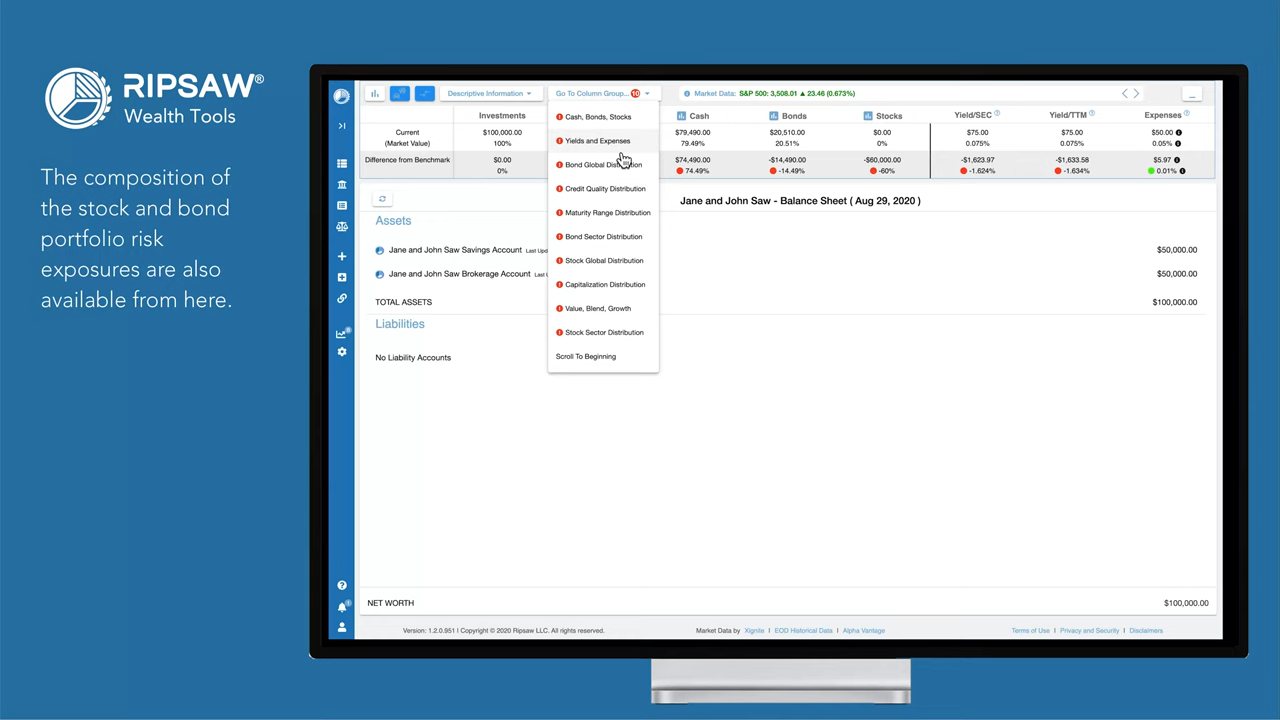 RIPSAW®
Wealth Tools
The composition of
the stock and bond
portfolio risk
exposures are also
available from here.
Descriptive Information
Go To Column Group... 10
Market Data: S&P 500: 3,508.01 ▲ 23.46 (0.673%)
Investments Cash Bonds Stocks Yield/SEC Yield/TTM Expenses
Current $100,000.00 $79,490.00 $20,510.00 $0.00 $75.00 $75.00 $50.00
(Market Value) 100% 79.49% 20.51% 0% 0.075% 0.075% 0.05%
Difference from Benchmark $0.00 $74,490.00 -$14,490.00 -$60,000.00 -$1,623.97 -$1,633.58 $5.97
0% 74.49% -14.49% -60% -1.624% -1.634% 0.01%
Cash, Bonds, Stocks
Yields and Expenses
Bond Global
Credit Quality Distribution
Maturity Range Distribution
Bond Sector Distribution
Stock Global Distribution
Capitalization Distribution
Value, Blend, Growth
Stock Sector Distribution
Scroll To Beginning
Jane and John Saw - Balance Sheet ( Aug 29, 2020 )
Assets
Jane and John Saw Savings Account Last $50,000.00
Jane and John Saw Brokerage Account Last $50,000.00
TOTAL ASSETS $100,000.00
Liabilities
No Liability Accounts
NET WORTH $100,000.00
Version: 1.2.0.951 | Copyright © 2020 Ripsaw LLC. All rights reserved. Market Data by Xignite | EOD Historical Data | Alpha Vantage Terms of Use | Privacy and Security | Disclaimers